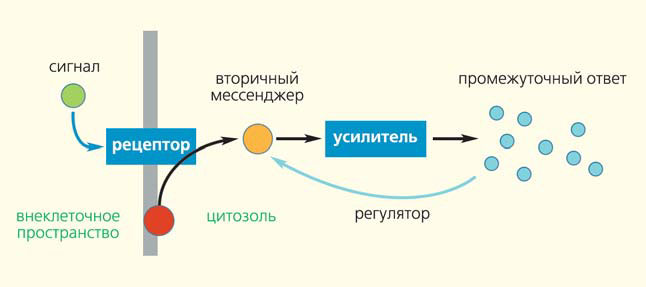 сигнал
рецептор
вторичный
мессенджер
усилитель
промежуточный ответ
регулятор
внеклеточное
пространство
цитозоль